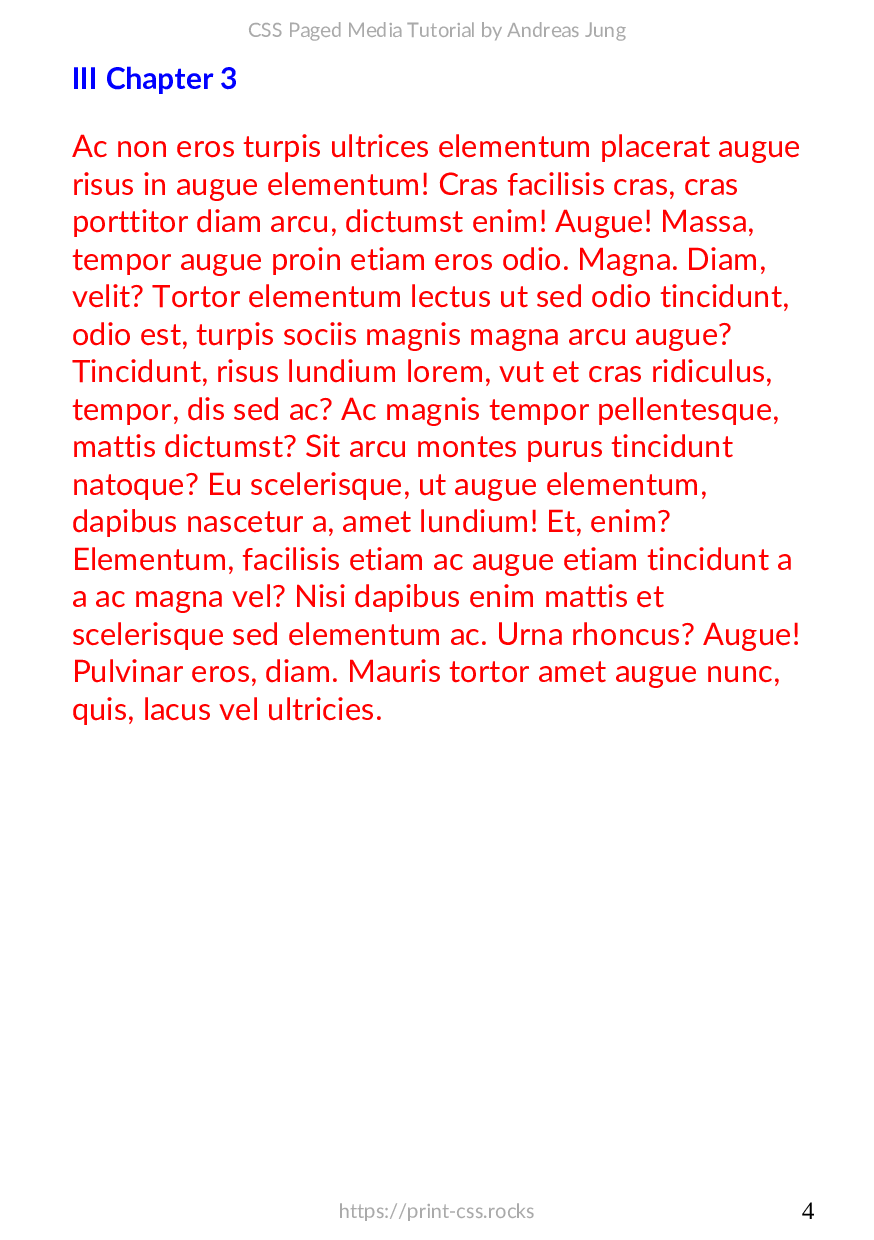 CSS Paged Media Tutorial by Andreas Jung
III Chapter 3
Ac non eros turpis ultrices elementum placerat augue
risus in augue elementum! Cras facilisis cras, cras
porttitor diam arcu, dictumst enim! Augue! Massa,
tempor augue proin etiam eros odio. Magna. Diam,
velit? Tortor elementum lectus ut sed odio tincidunt,
odio est, turpis sociis magnis magna arcu augue?
Tincidunt, risus lundium lorem, vut et cras ridiculus,
tempor, dis sed ac? Ac magnis tempor pellentesque,
mattis dictumst? Sit arcu montes purus tincidunt
natoque? Eu scelerisque, ut augue elementum,
dapibus nascetur a, amet lundium! Et, enim?
Elementum, facilisis etiam ac augue etiam tincidunt a
a ac magna vel? Nisi dapibus enim mattis et
scelerisque sed elementum ac. Urna rhoncus? Augue!
Pulvinar eros, diam. Mauris tortor amet augue nunc,
quis, lacus vel ultricies.
https://print-css.rocks
4